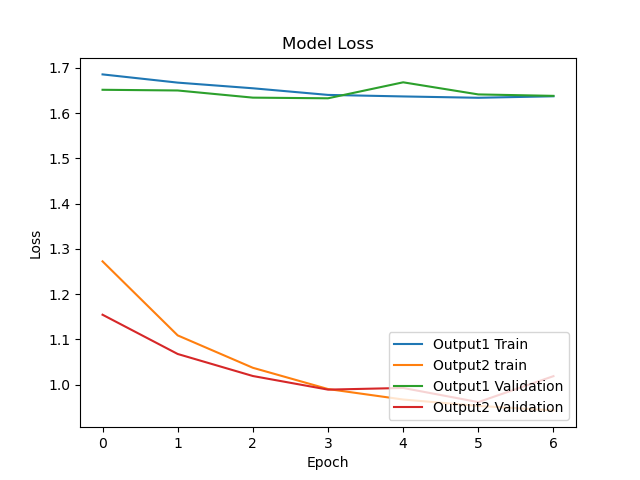 Model Loss
1.7
1.6
1.5
1.4
1.3
1.2
1.1
1.0
Loss
Output1 Train
Output2 train
Output1 Validation
Output2 Validation
0 1 2 3 4 5 6
Epoch